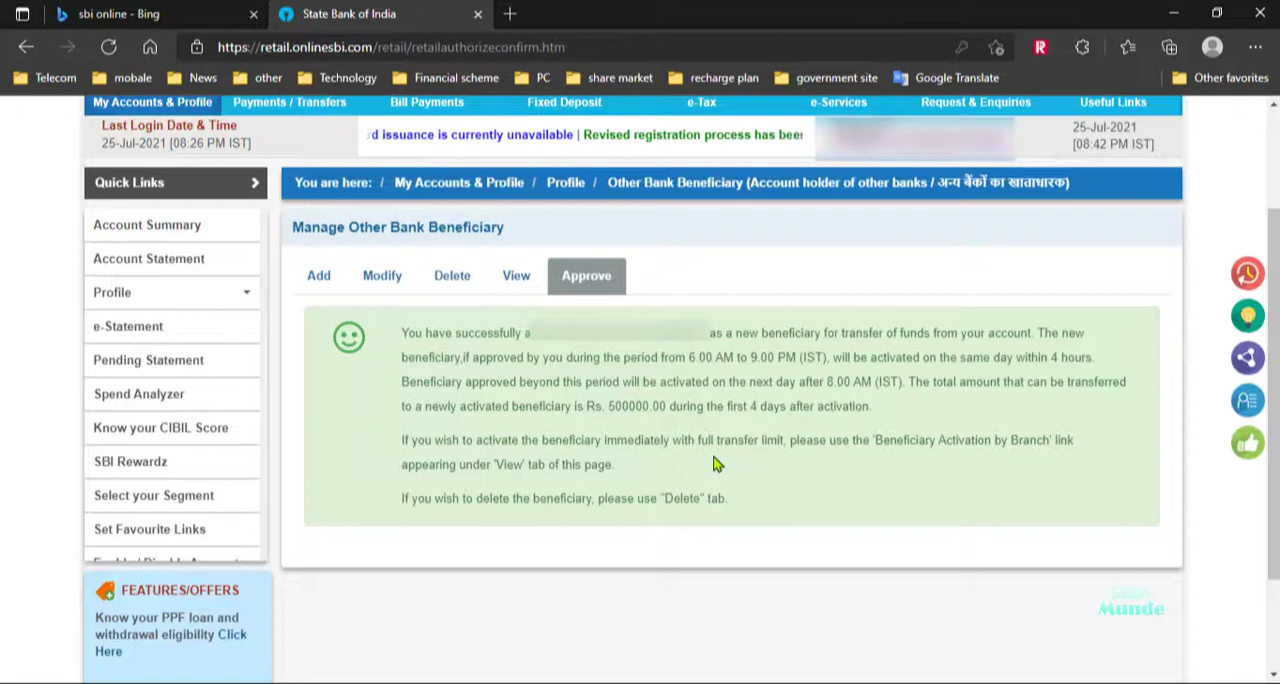 sbi online - Bing
State Bank of India
https://retail.onlinesbi.com/retail/retailauthorizeconfirm.htm
Telecom mobale News other Technology Financial scheme PC share market recharge plan government site Google Translate Other favorites
My Accounts & Profile Payments / Transfers Bill Payments Fixed Deposit e-Tax e-Services Request & Enquiries Useful Links
Last Login Date & Time
25-Jul-2021 [08:26 PM IST]
d issuance is currently unavailable | Revised registration process has been
25-Jul-2021
[08:42 PM IST]
Quick Links
You are here: / My Accounts & Profile / Profile / Other Bank Beneficiary (Account holder of other banks / अन्य बैंकों का खाताधारक)
Account Summary
Account Statement
Profile
e-Statement
Pending Statement
Spend Analyzer
Know your CIBIL Score
SBI Rewardz
Select your Segment
Set Favourite Links
Manage Other Bank Beneficiary
Add Modify Delete View Approve
You have successfully a as a new beneficiary for transfer of funds from your account. The new
beneficiary,if approved by you during the period from 6.00 AM to 9.00 PM (IST), will be activated on the same day within 4 hours.
Beneficiary approved beyond this period will be activated on the next day after 8.00 AM (IST). The total amount that can be transferred
to a newly activated beneficiary is Rs. 500000.00 during the first 4 days after activation.
If you wish to activate the beneficiary immediately with full transfer limit, please use the 'Beneficiary Activation by Branch' link
appearing under 'View' tab of this page.
If you wish to delete the beneficiary, please use "Delete" tab.
FEATURES/OFFERS
Know your PPF loan and
withdrawal eligibility Click
Here
Munde